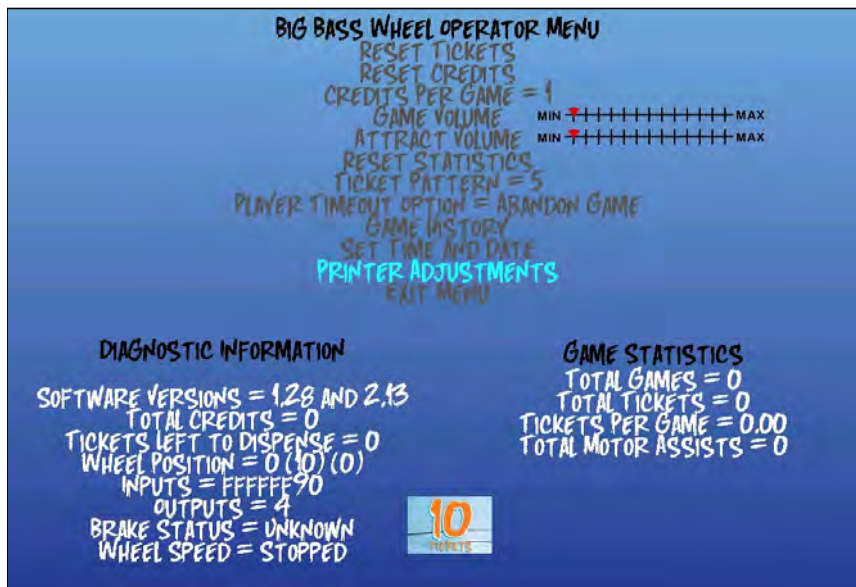 BIG BASS WHEEL OPERATOR MENU
RESET TICKETS
RESET CREDITS
CREDITS PER GAME = 1
GAME VOLUME MIN MAX
ATTRACT VOLUME MIN MAX
RESET STATISTICS
TICKET PATTERN = 5
PLAYER TIMEOUT OPTION = ABANDON GAME
GAME HISTORY
SET TIME AND DATE
PRINTER ADJUSTMENTS
EXIT MENU
DIAGNOSTIC INFORMATION
SOFTWARE VERSIONS = 1.28 AND 2.13
TOTAL CREDITS = 0
TICKETS LEFT TO DISPENSE = 0
WHEEL POSITION = 0 (10) (0)
INPUTS = FFFFFF90
OUTPUTS = 4
BRAKE STATUS = UNKNOWN
WHEEL SPEED = STOPPED
GAME STATISTICS
TOTAL GAMES = 0
TOTAL TICKETS = 0
TICKETS PER GAME = 0.00
TOTAL MOTOR ASSISTS = 0
10
TICKETS